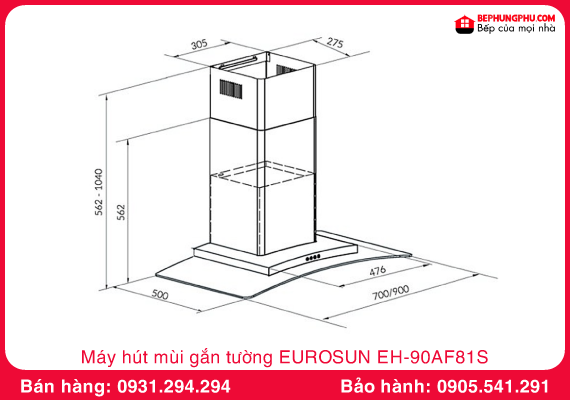 BEPHUNGPHU.COM
Bếp của mọi nhà
305
275
562 - 1040
562
500
476
700/900
Máy hút mùi gắn tường EUROSUN EH-90AF81S
Bán hàng: 0931.294.294
Bảo hành: 0905.541.291